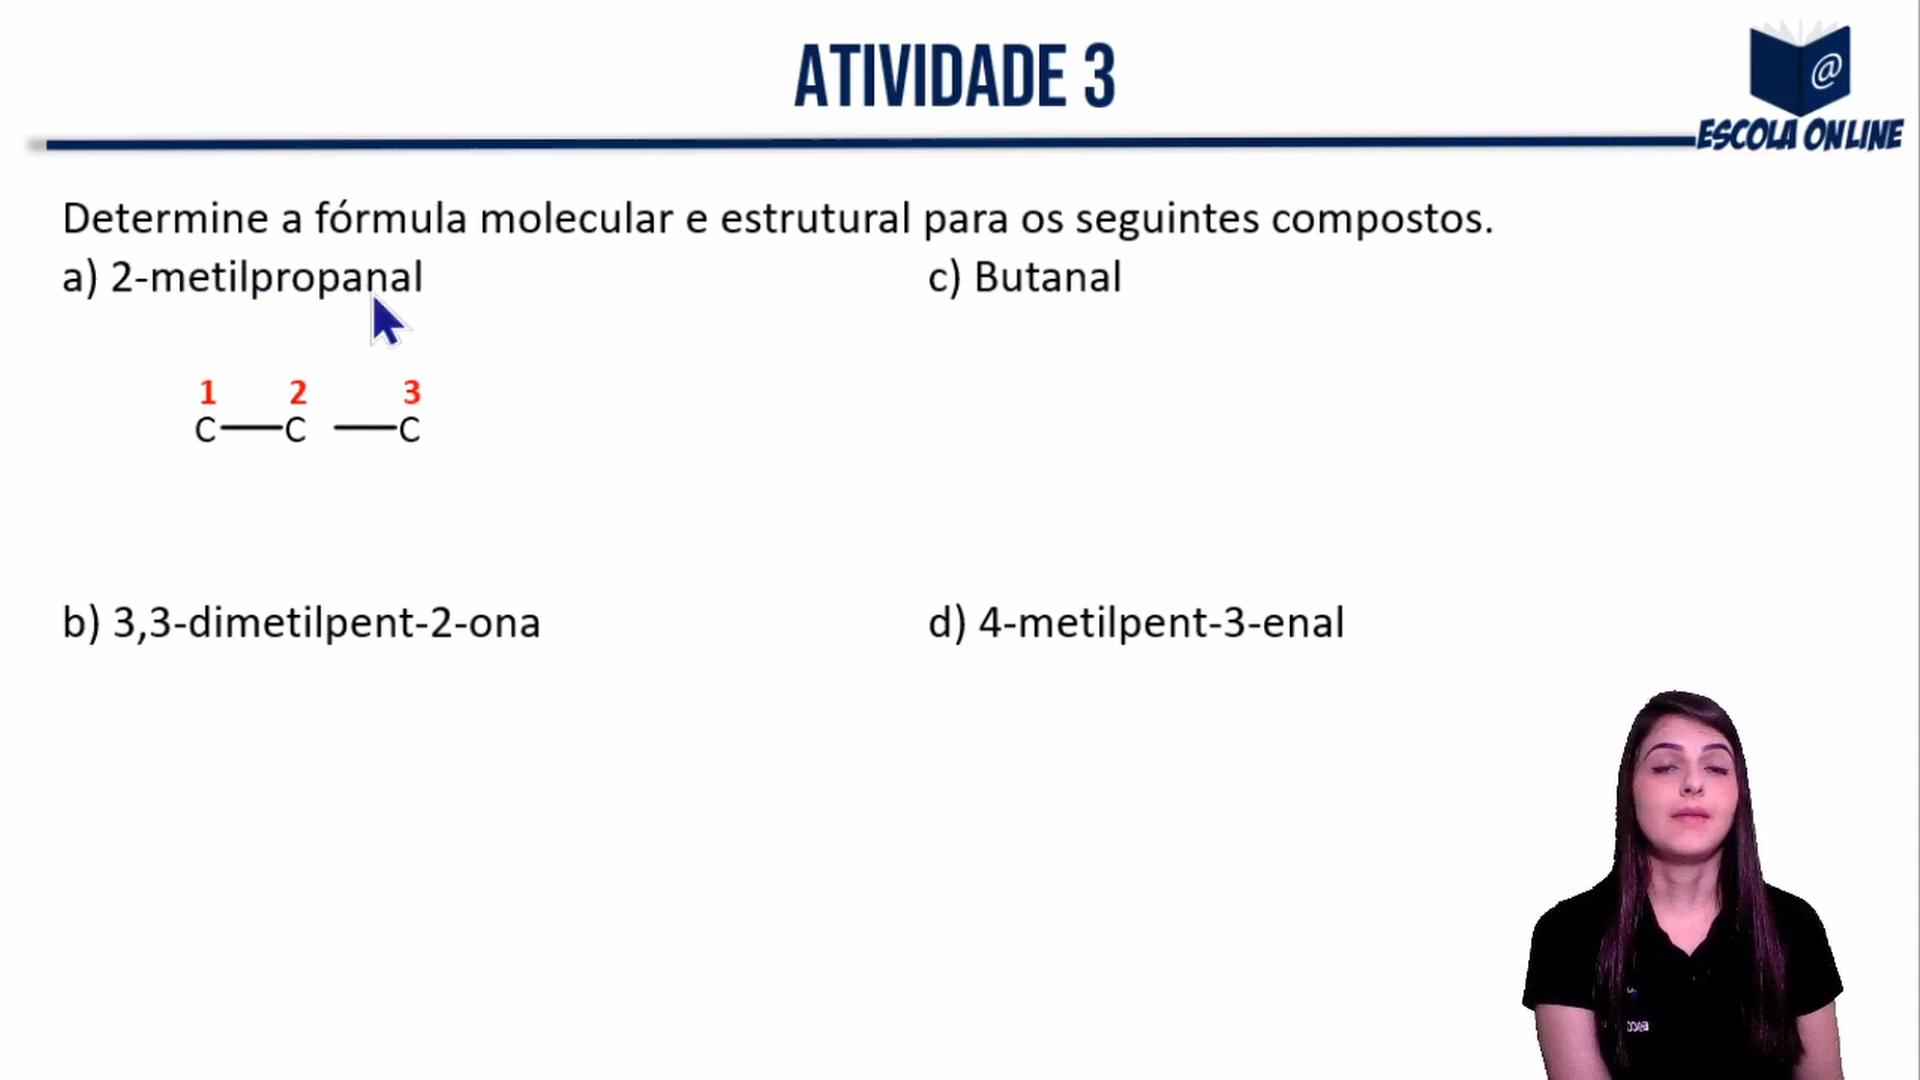 ATIVIDADE 3
@
ESCOLA ONLINE
Determine a fórmula molecular e estrutural para os seguintes compostos.
a) 2-metilpropanal
c) Butanal
1 2 3
C—C —C
b) 3,3-dimetilpent-2-ona
d) 4-metilpent-3-enal